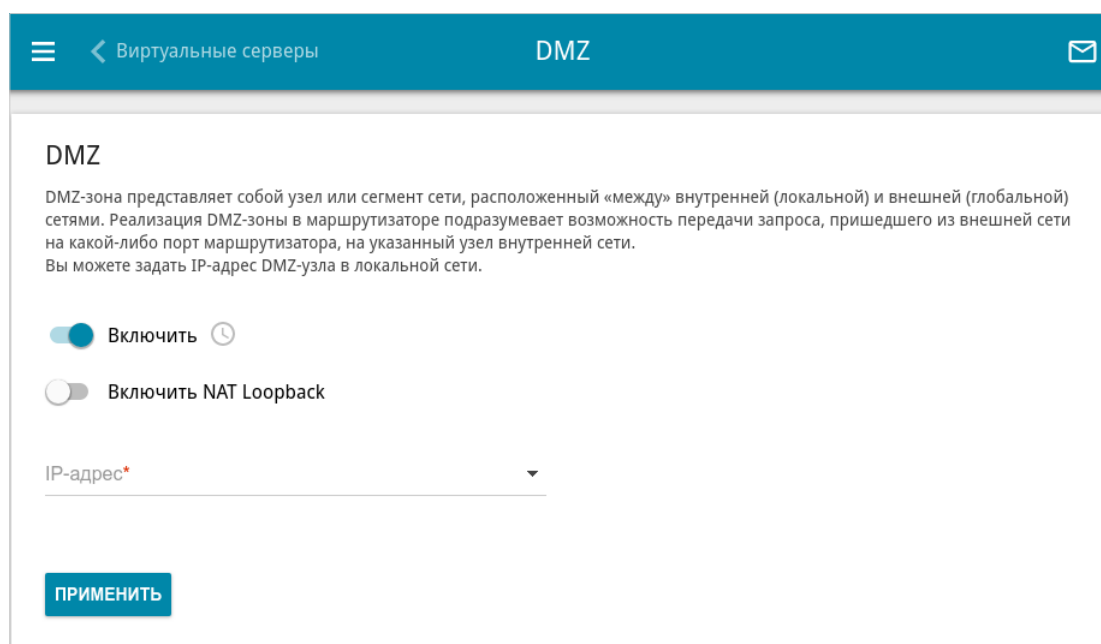 Виртуальные серверы
DMZ
DMZ
DMZ-зона представляет собой узел или сегмент сети, расположенный «между» внутренней (локальной) и внешней (глобальной)
сетями. Реализация DMZ-зоны в маршрутизаторе подразумевает возможность передачи запроса, пришедшего из внешней сети
на какой-либо порт маршрутизатора, на указанный узел внутренней сети.
Вы можете задать IP-адрес DMZ-узла в локальной сети.
Включить
Включить NAT Loopback
IP-адрес*
ПРИМЕНИТЬ